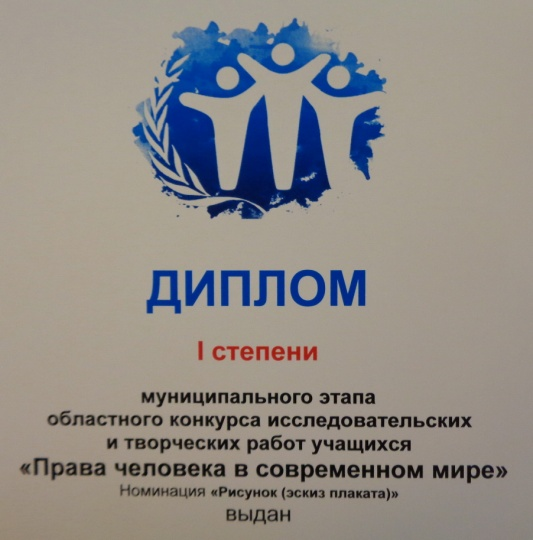 ДИПЛОМ
I степени
муниципального этапа
областного конкурса исследовательских
и творческих работ учащихся
«Права человека в современном мире»
Номинация «Рисунок (эскиз плаката)»
выдан